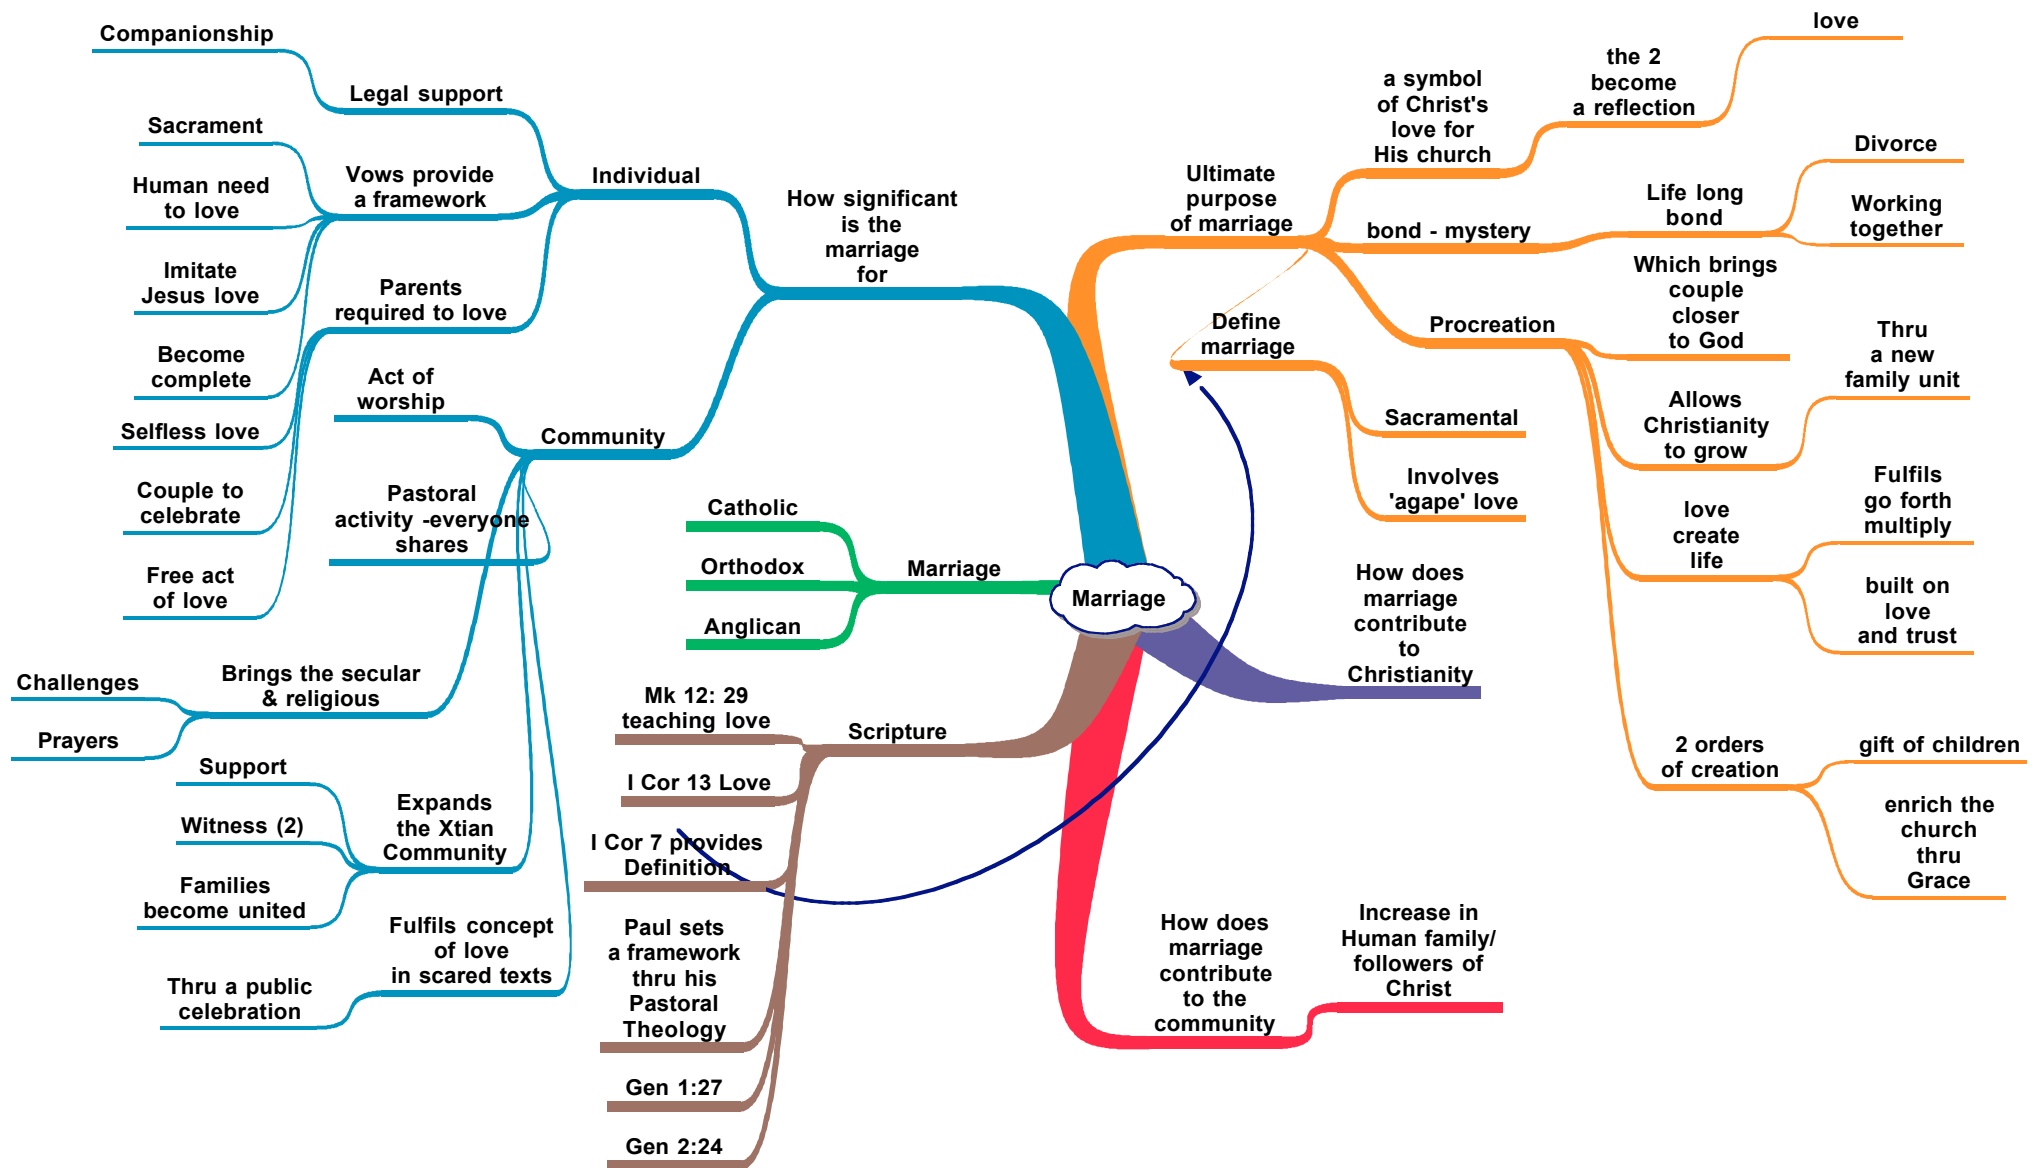 Marriage
How significant
is the
marriage
for
Individual
Legal support
Companionship
Vows provide
a framework
Sacrament
Human need
to love
Imitate
Jesus love
Become
complete
Parents
required to love
Selfless love
Couple to
celebrate
Free act
of love
Community
Act of
worship
Pastoral
activity -everyone
shares
Brings the secular
& religious
Challenges
Prayers
Expands
the Xtian
Community
Support
Witness (2)
Families
become united
Fulfils concept
of love
in scared texts
Thru a public
celebration
Marriage
Catholic
Orthodox
Anglican
Scripture
Mk 12: 29
teaching love
I Cor 13 Love
I Cor 7 provides
Definition
Paul sets
a framework
thru his
Pastoral
Theology
Gen 1:27
Gen 2:24
Ultimate
purpose
of marriage
a symbol
of Christ's
love for
His church
the 2
become
a reflection
love
bond - mystery
Life long
bond
Divorce
Working
together
Procreation
Which brings
couple
closer
to God
Allows
Christianity
to grow
Thru
a new
family unit
love
create
life
Fulfils
go forth
multiply
built on
love
and trust
2 orders
of creation
gift of children
enrich the
church
thru
Grace
Define
marriage
Sacramental
Involves
'agape' love
How does
marriage
contribute
to
Christianity
How does
marriage
contribute
to the
community
Increase in
Human family/
followers of
Christ